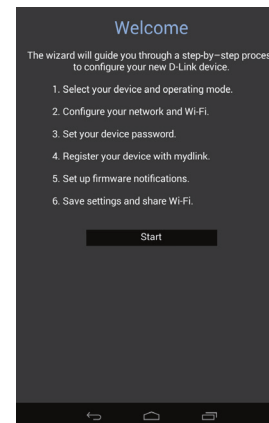 Welcome
The wizard will guide you through a step-by-step proces
to configure your new D-Link device.
1. Select your device and operating mode.
2. Configure your network and Wi-Fi.
3. Set your device password.
4. Register your device with mydlink.
5. Set up firmware notifications.
6. Save settings and share Wi-Fi.
Start